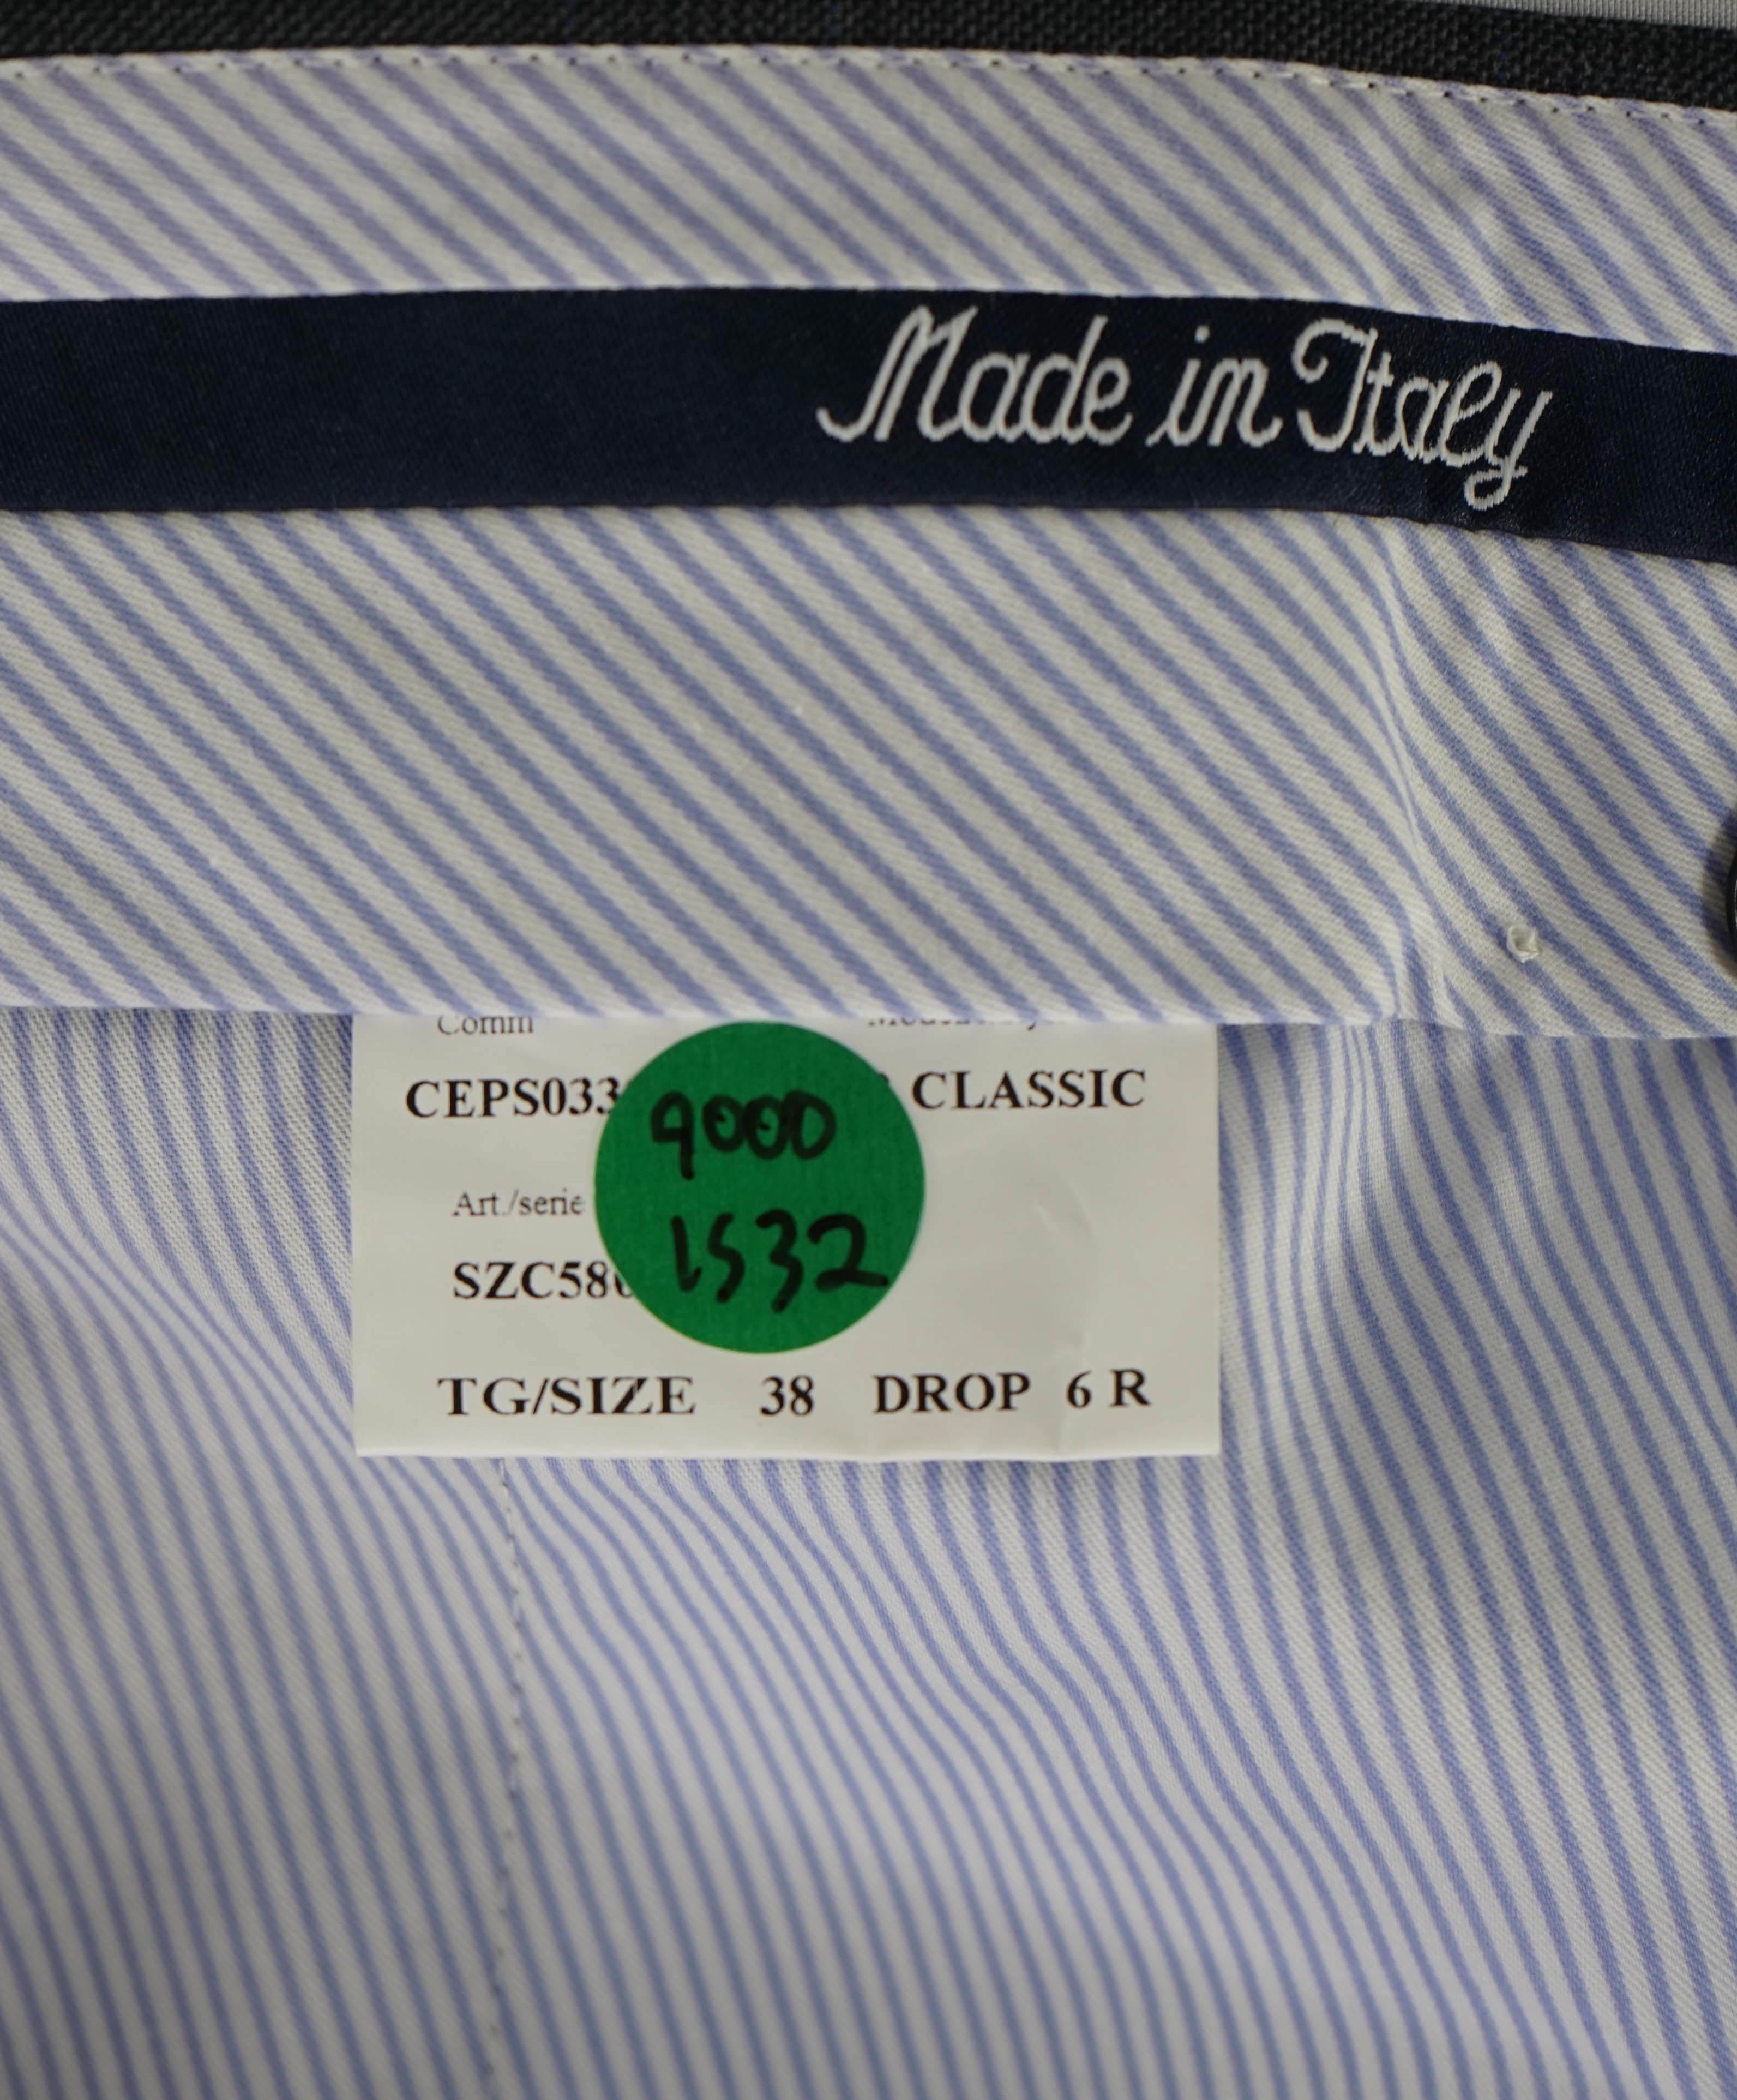 Made in Italy
Comm
CEPS033 CLASSIC
9000
Art./serie
1532
SZC58
TG/SIZE 38 DROP 6 R